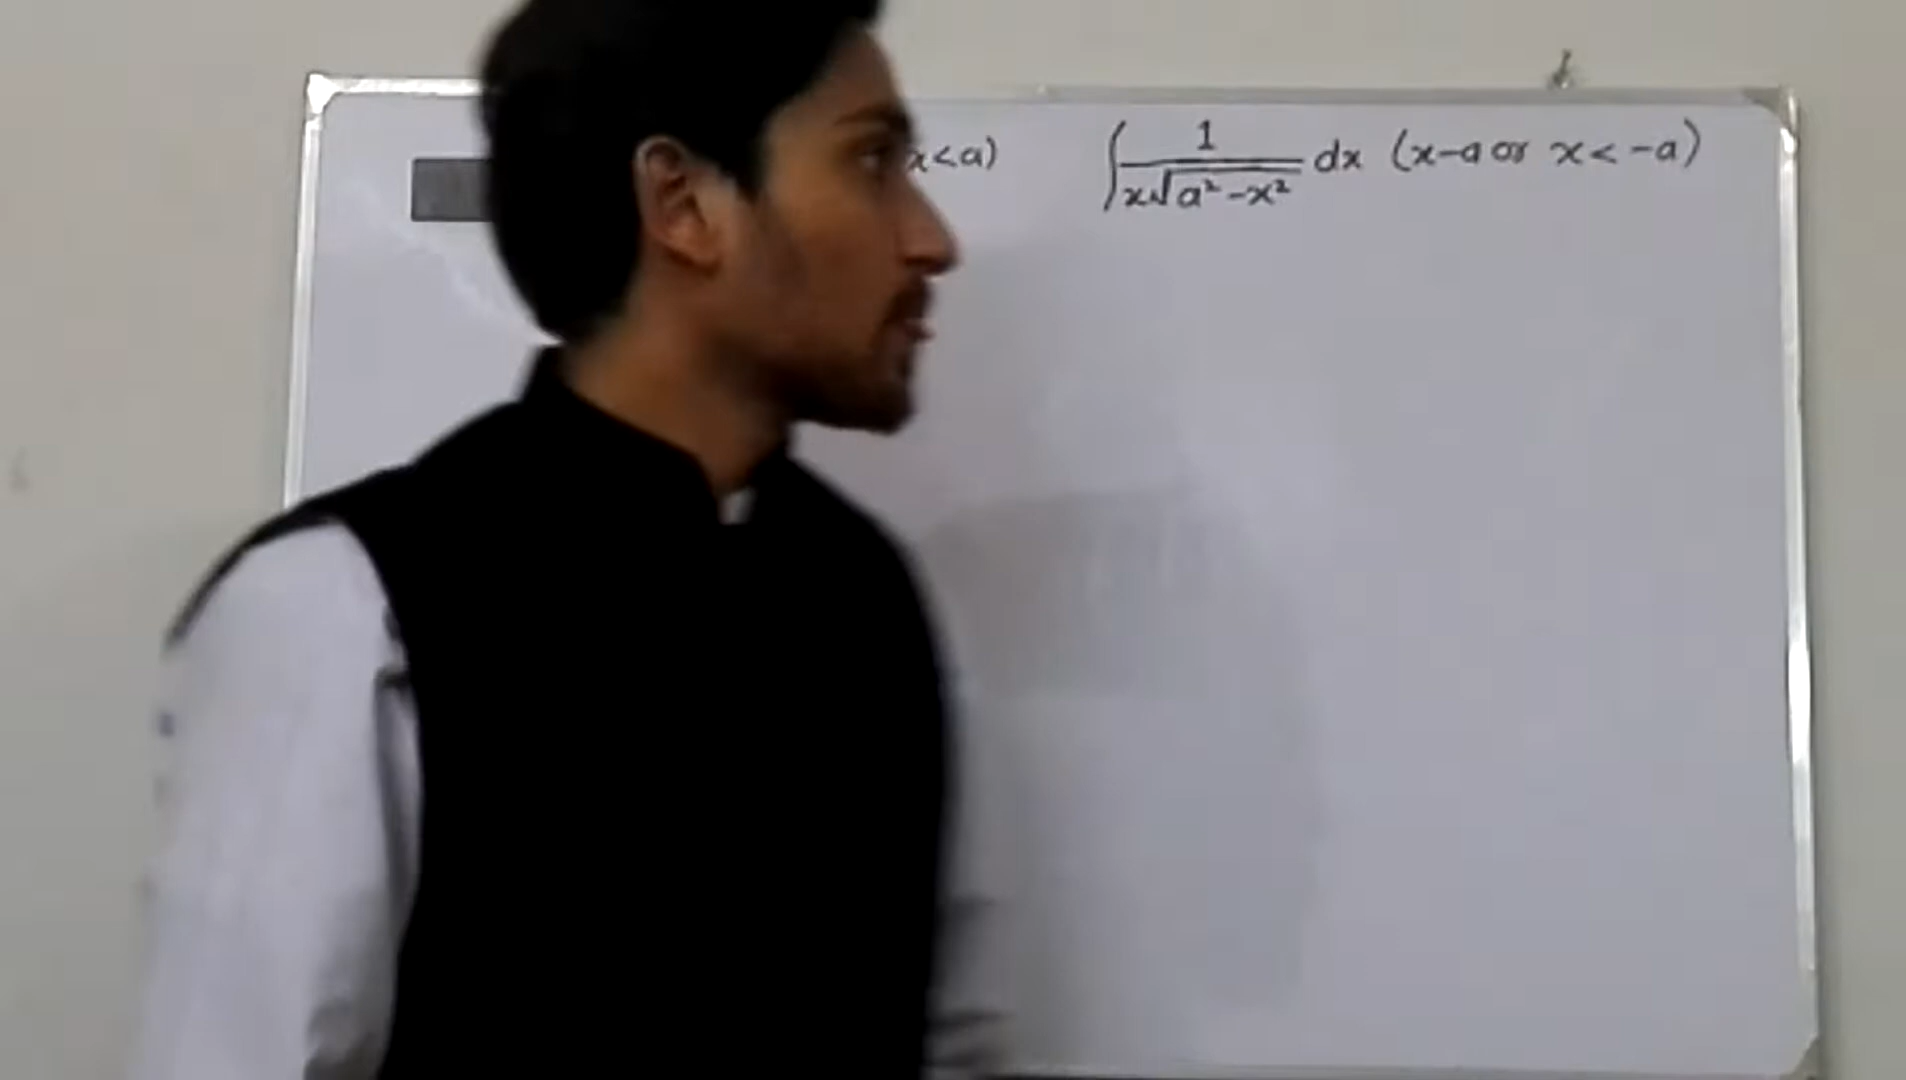 x<a) ∫ 1/(x√(a²-x²)) dx (x-a or x<-a)